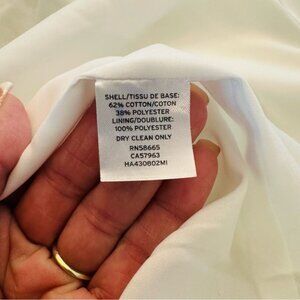 SHELL/TISSU DE BASE:
62% COTTON/COTON
38% POLYESTER
LINING/DOUBLURE:
100% POLYESTER
DRY CLEAN ONLY
RN58665
CA57963
HA430802MI